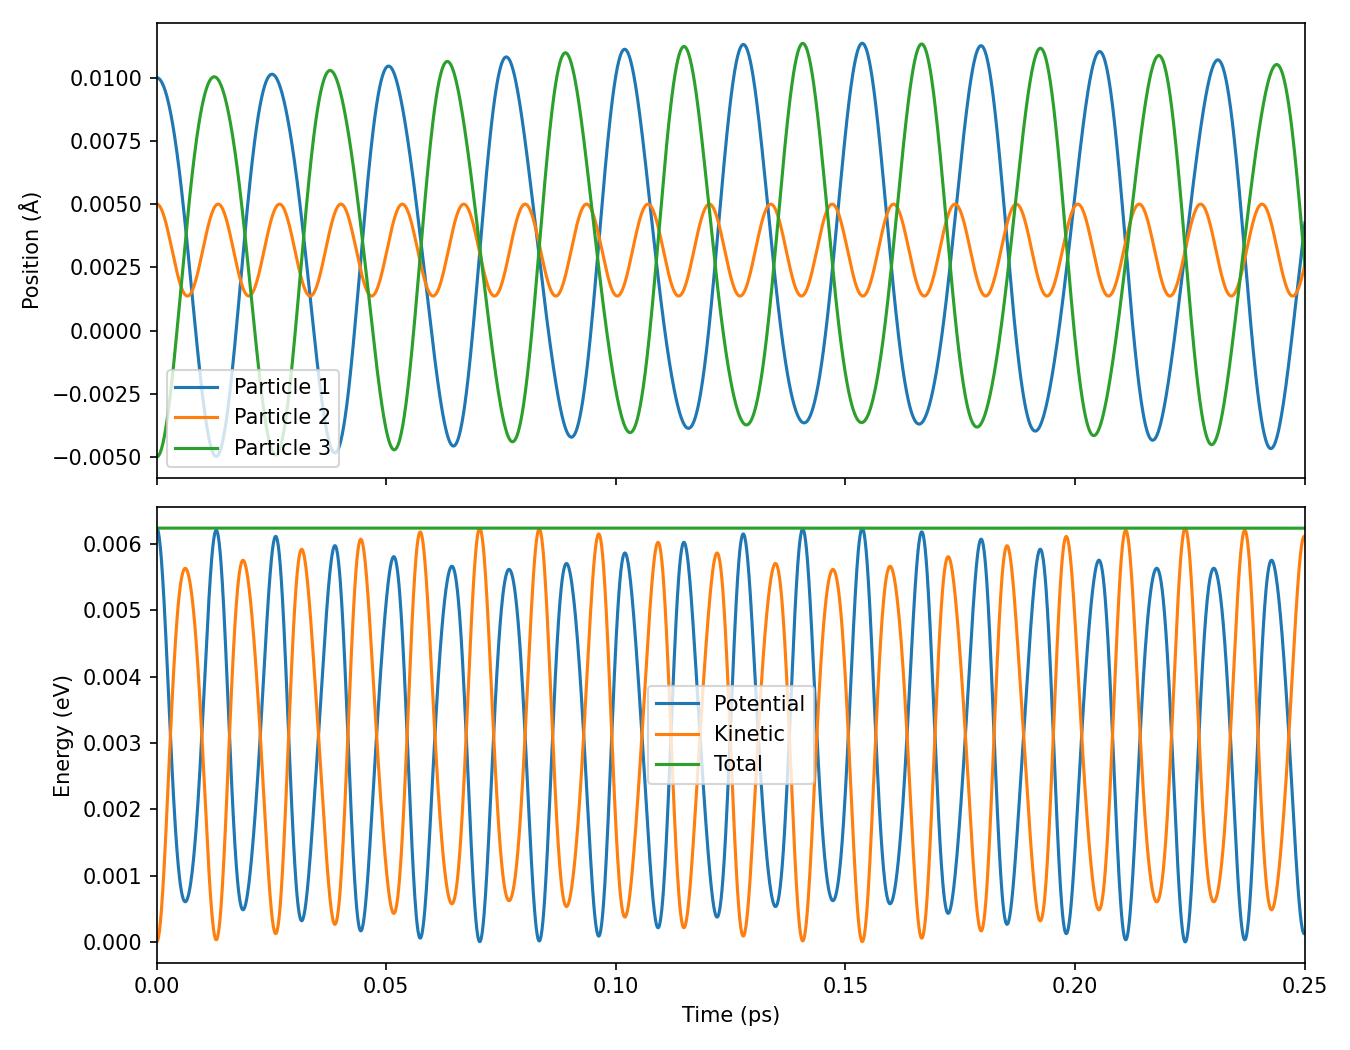 0.0100
0.0075
0.0050
0.0025
0.0000
−0.0025
−0.0050
Position (Å)
Particle 1
Particle 2
Particle 3
0.006
0.005
0.004
0.003
0.002
0.001
0.000
Energy (eV)
Potential
Kinetic
Total
0.00 0.05 0.10 0.15 0.20 0.25
Time (ps)